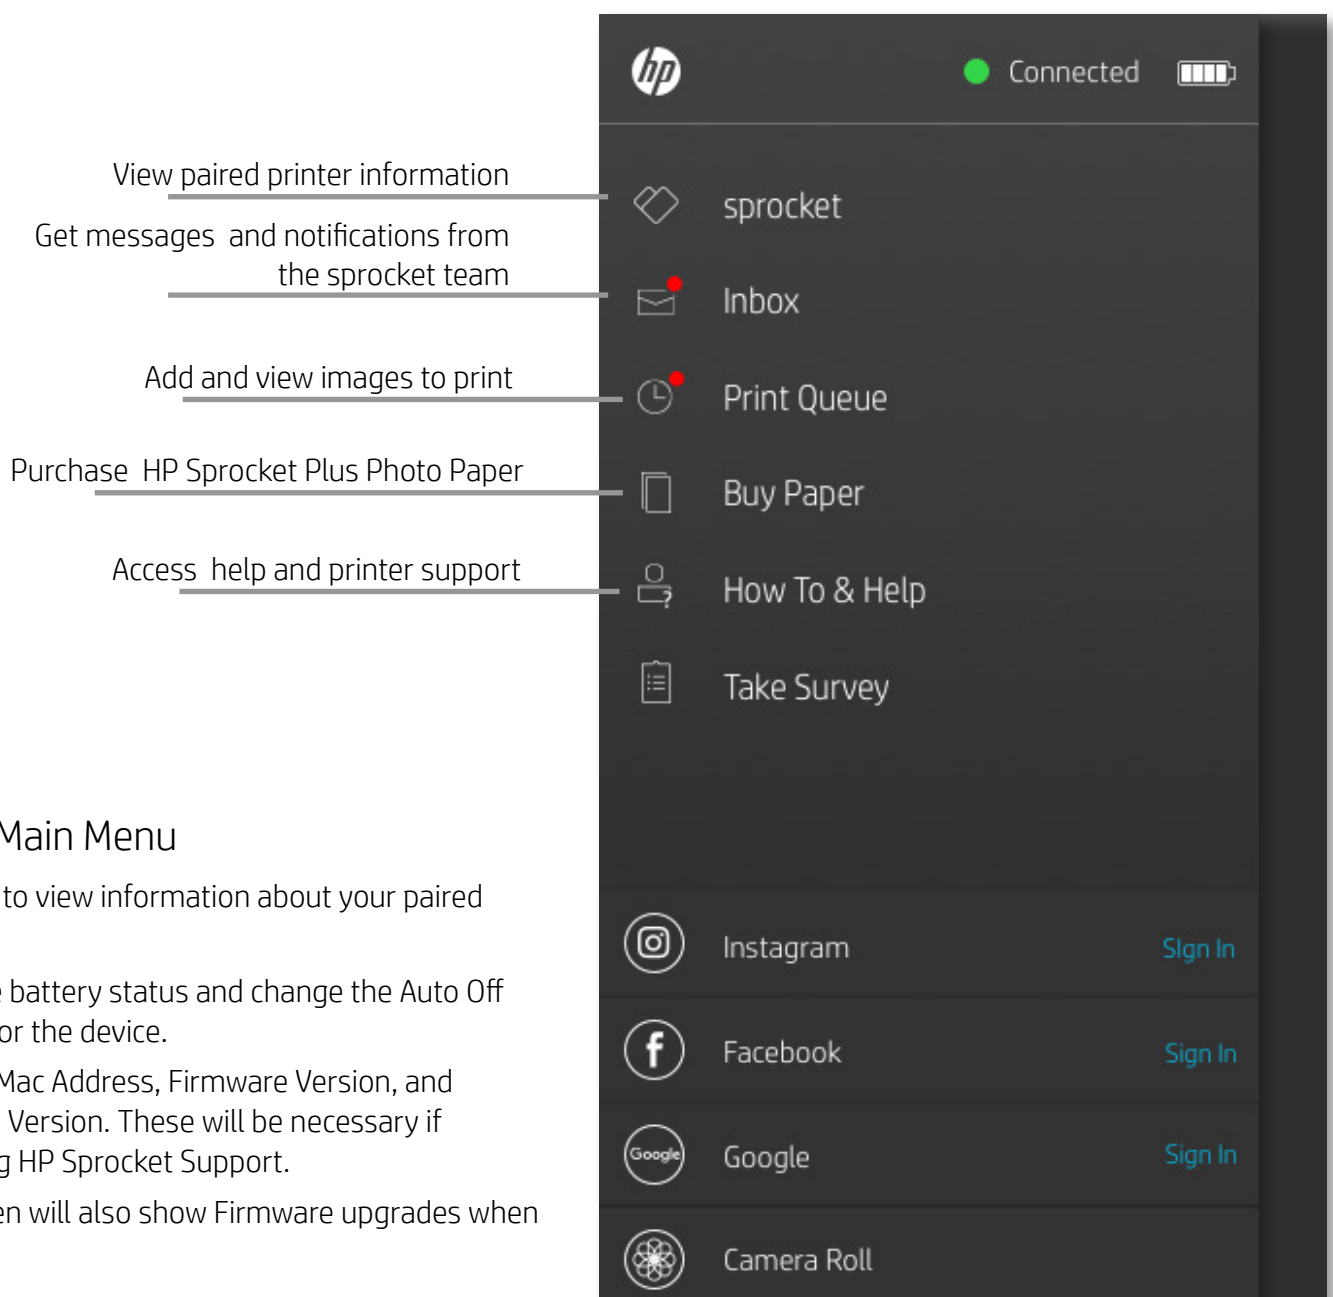 hp
Connected
View paired printer information
sprocket
Get messages and notifications from
the sprocket team
Inbox
Add and view images to print
Print Queue
Purchase HP Sprocket Plus Photo Paper
Buy Paper
Access help and printer support
How To & Help
Take Survey
Main Menu
to view information about your paired
battery status and change the Auto Off
or the device.
Mac Address, Firmware Version, and
Version. These will be necessary if
HP Sprocket Support.
will also show Firmware upgrades when
Instagram
SIgn In
Facebook
Sign In
Google
Google
Sign In
Camera Roll